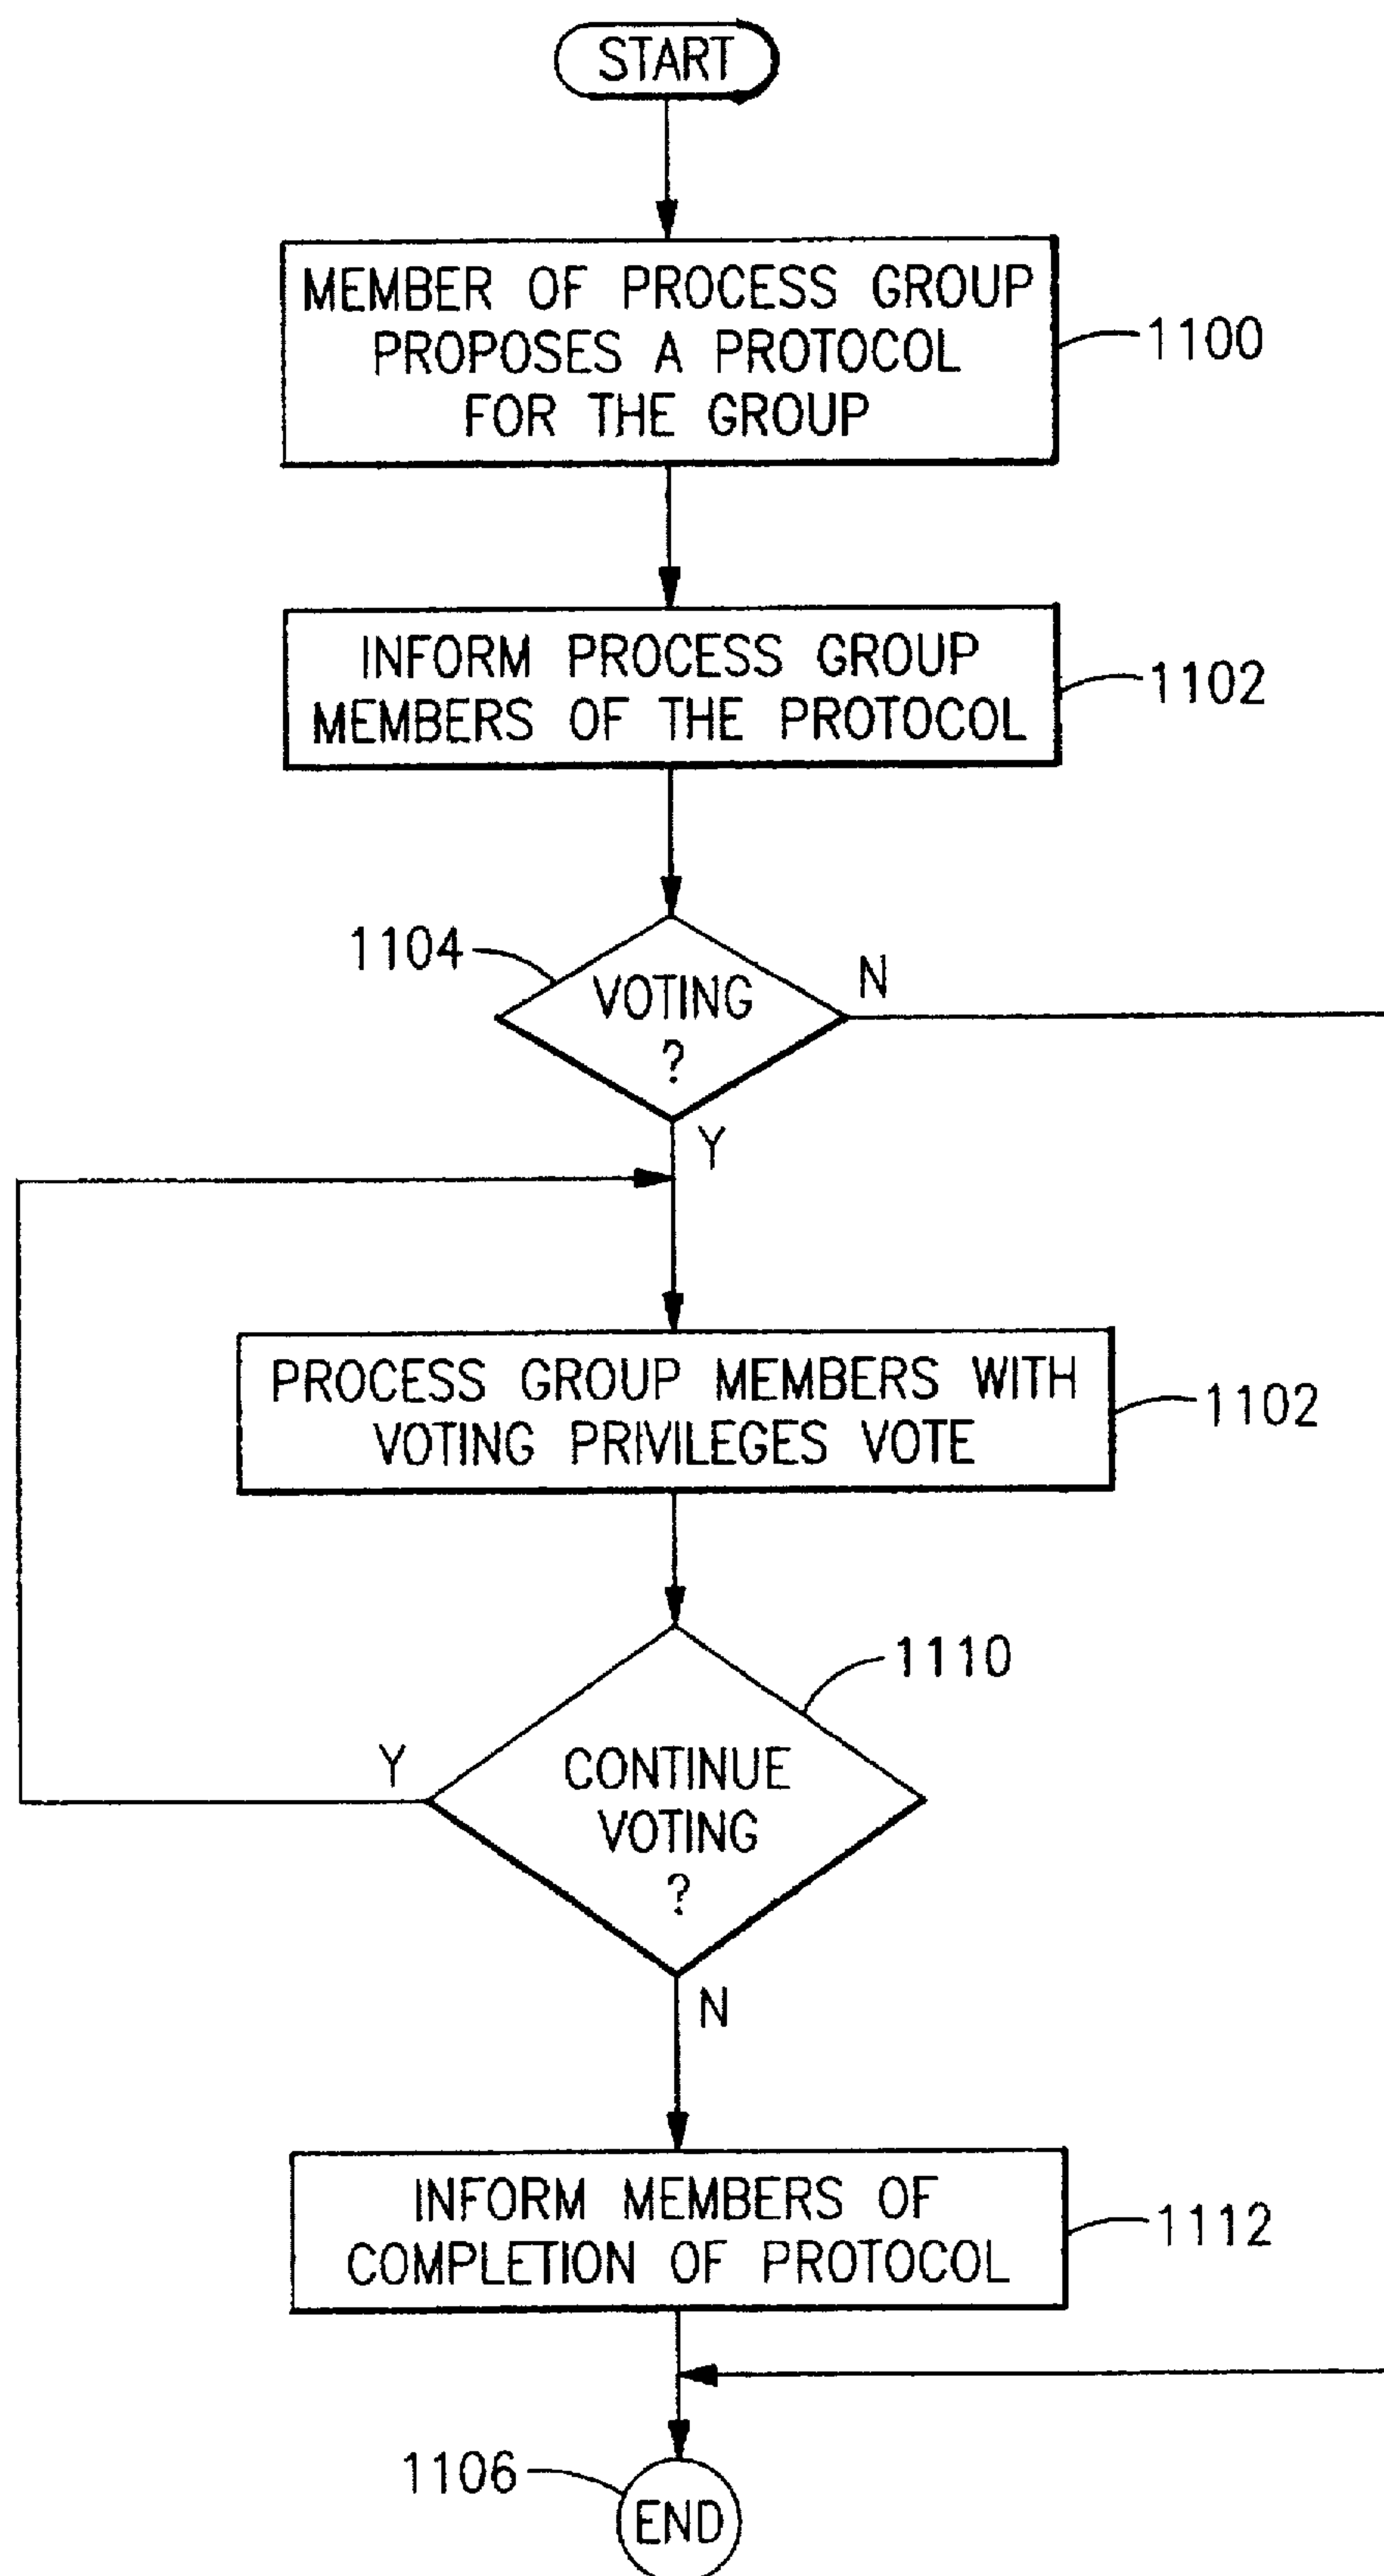 START
MEMBER OF PROCESS GROUP
PROPOSES A PROTOCOL
FOR THE GROUP
1100
INFORM PROCESS GROUP
MEMBERS OF THE PROTOCOL
1102
1104
VOTING
?
N
Y
PROCESS GROUP MEMBERS WITH
VOTING PRIVILEGES VOTE
1102
1110
Y
CONTINUE
VOTING
?
N
INFORM MEMBERS OF
COMPLETION OF PROTOCOL
1112
1106
END